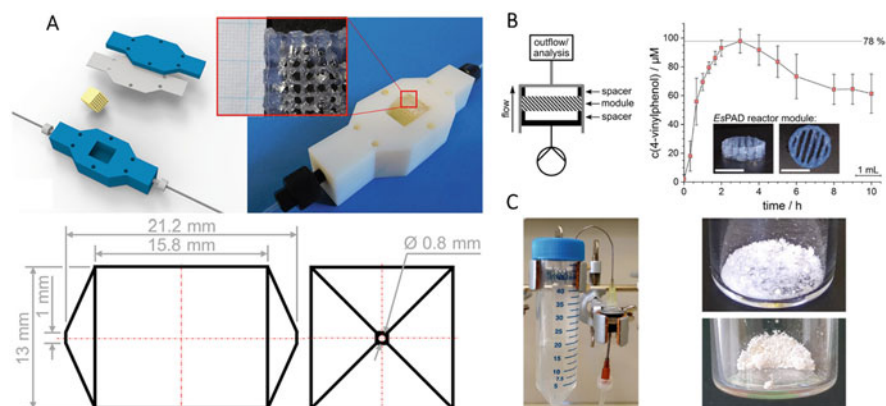 A
21.2 mm
15.8 mm
Ø 0.8 mm
1 mm
13 mm
B
outflow/
analysis
flow
spacer
module
spacer
c(4-vinylphenol) / µM
100
80
60
40
20
0
78 %
EsPAD reactor module:
1 mL
0 2 4 6 8 10
time / h
C